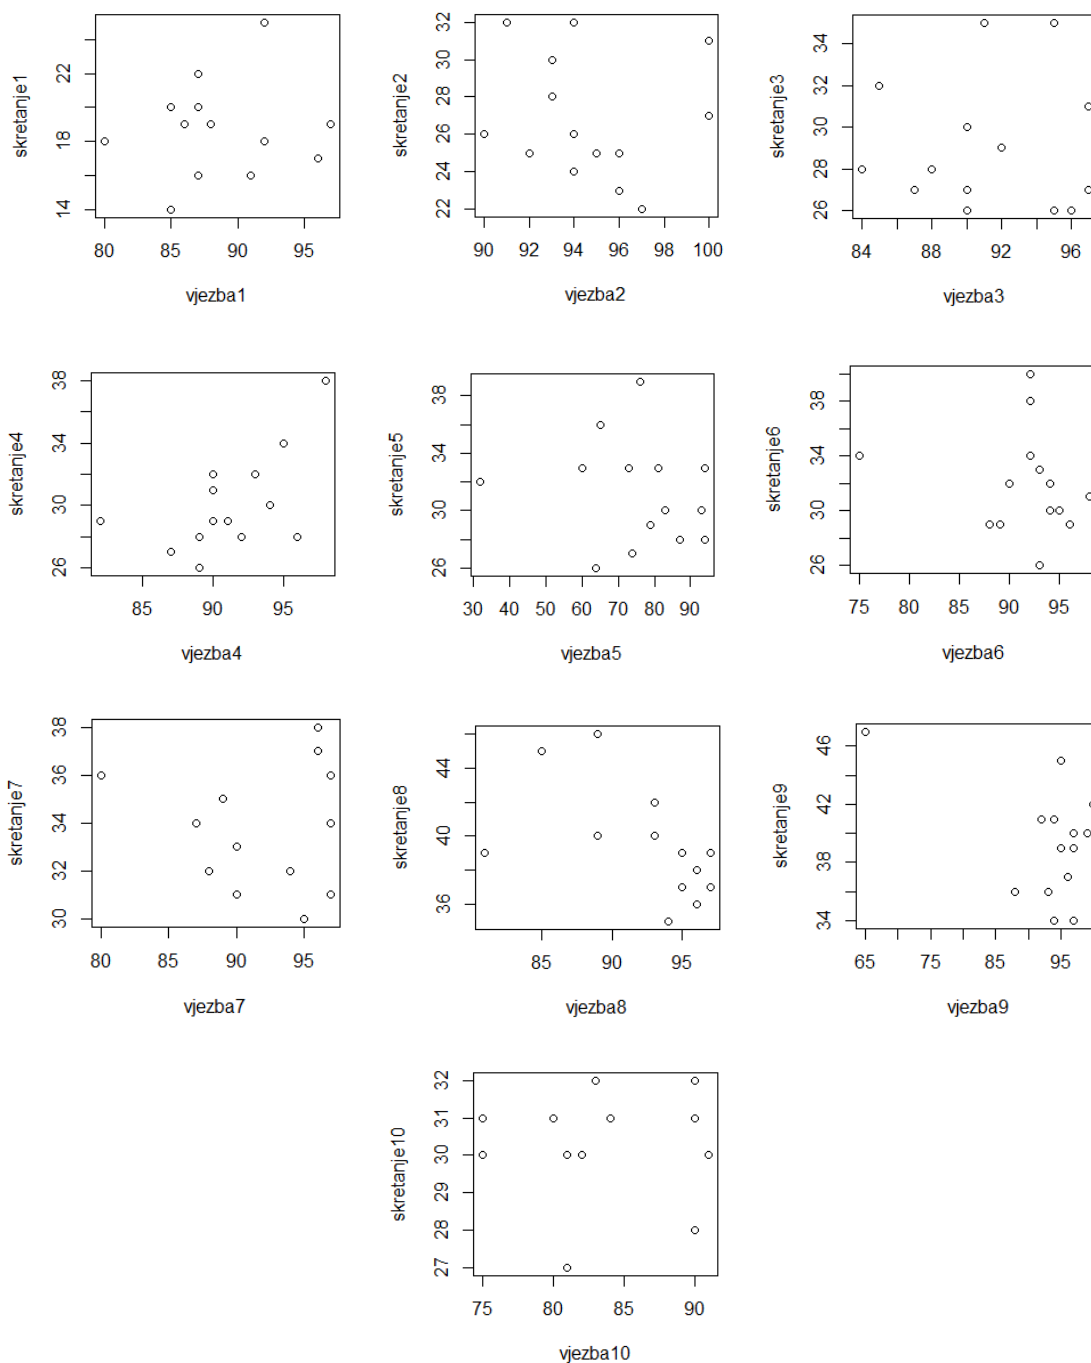 skretanje1
14 18 22
80 85 90 95
vjezba1
skretanje2
22 24 26 28 30 32
90 92 94 96 98 100
vjezba2
skretanje3
26 28 30 32 34
84 88 92 96
vjezba3
skretanje4
26 30 34 38
85 90 95
vjezba4
skretanje5
26 29 33 38
30 40 50 60 70 80 90
vjezba5
skretanje6
26 30 34 38
75 80 85 90 95
vjezba6
skretanje7
30 32 34 36 38
80 85 90 95
vjezba7
skretanje8
36 40 44
85 90 95
vjezba8
skretanje9
34 38 42 46
65 75 85 95
vjezba9
skretanje10
27 28 29 30 31 32
75 80 85 90
vjezba10